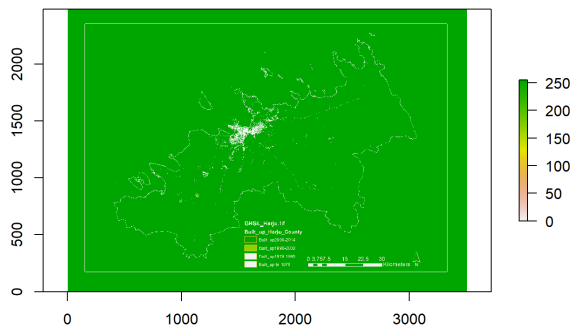 2000
1500
1000
500
0
250
200
150
100
50
0
GHSL_Harju.tif
Built_up_Harju_County
Built_up2000-2014
Built_up1990-2000
Built_up1975-1990
Built_up to 1975
0 3.757.5 15 22.5 30
Kilometers
N
0 1000 2000 3000